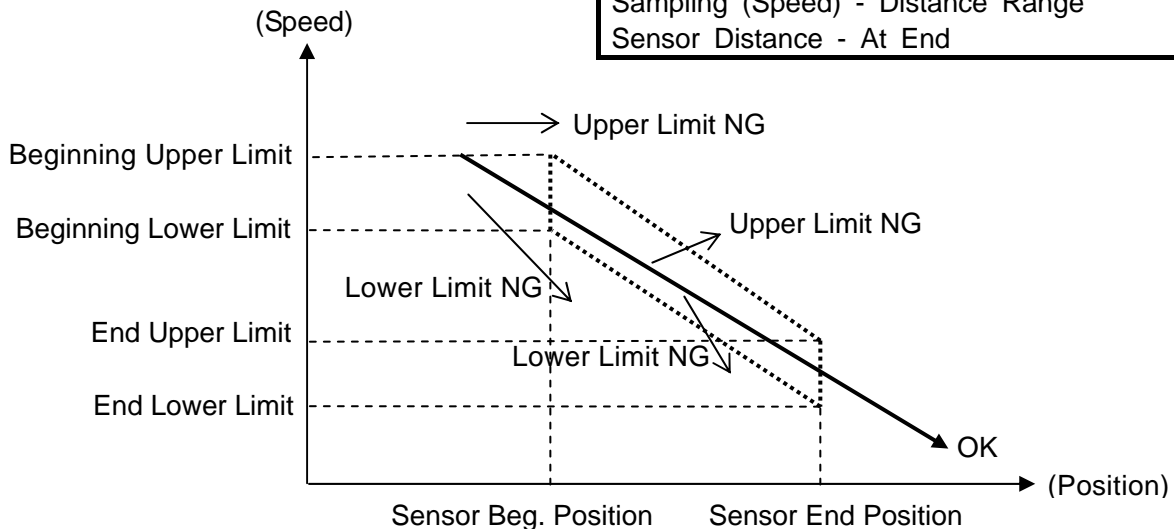 Sampling (Speed) - Distance Range
(Speed)
Sensor Distance - At End
Upper Limit NG
Beginning Upper Limit
Upper Limit NG
Beginning Lower Limit
Lower Limit NG
End Upper Limit
Lower Limit NG
End Lower Limit
OK
(Position)
Sensor Beg. Position Sensor End Position